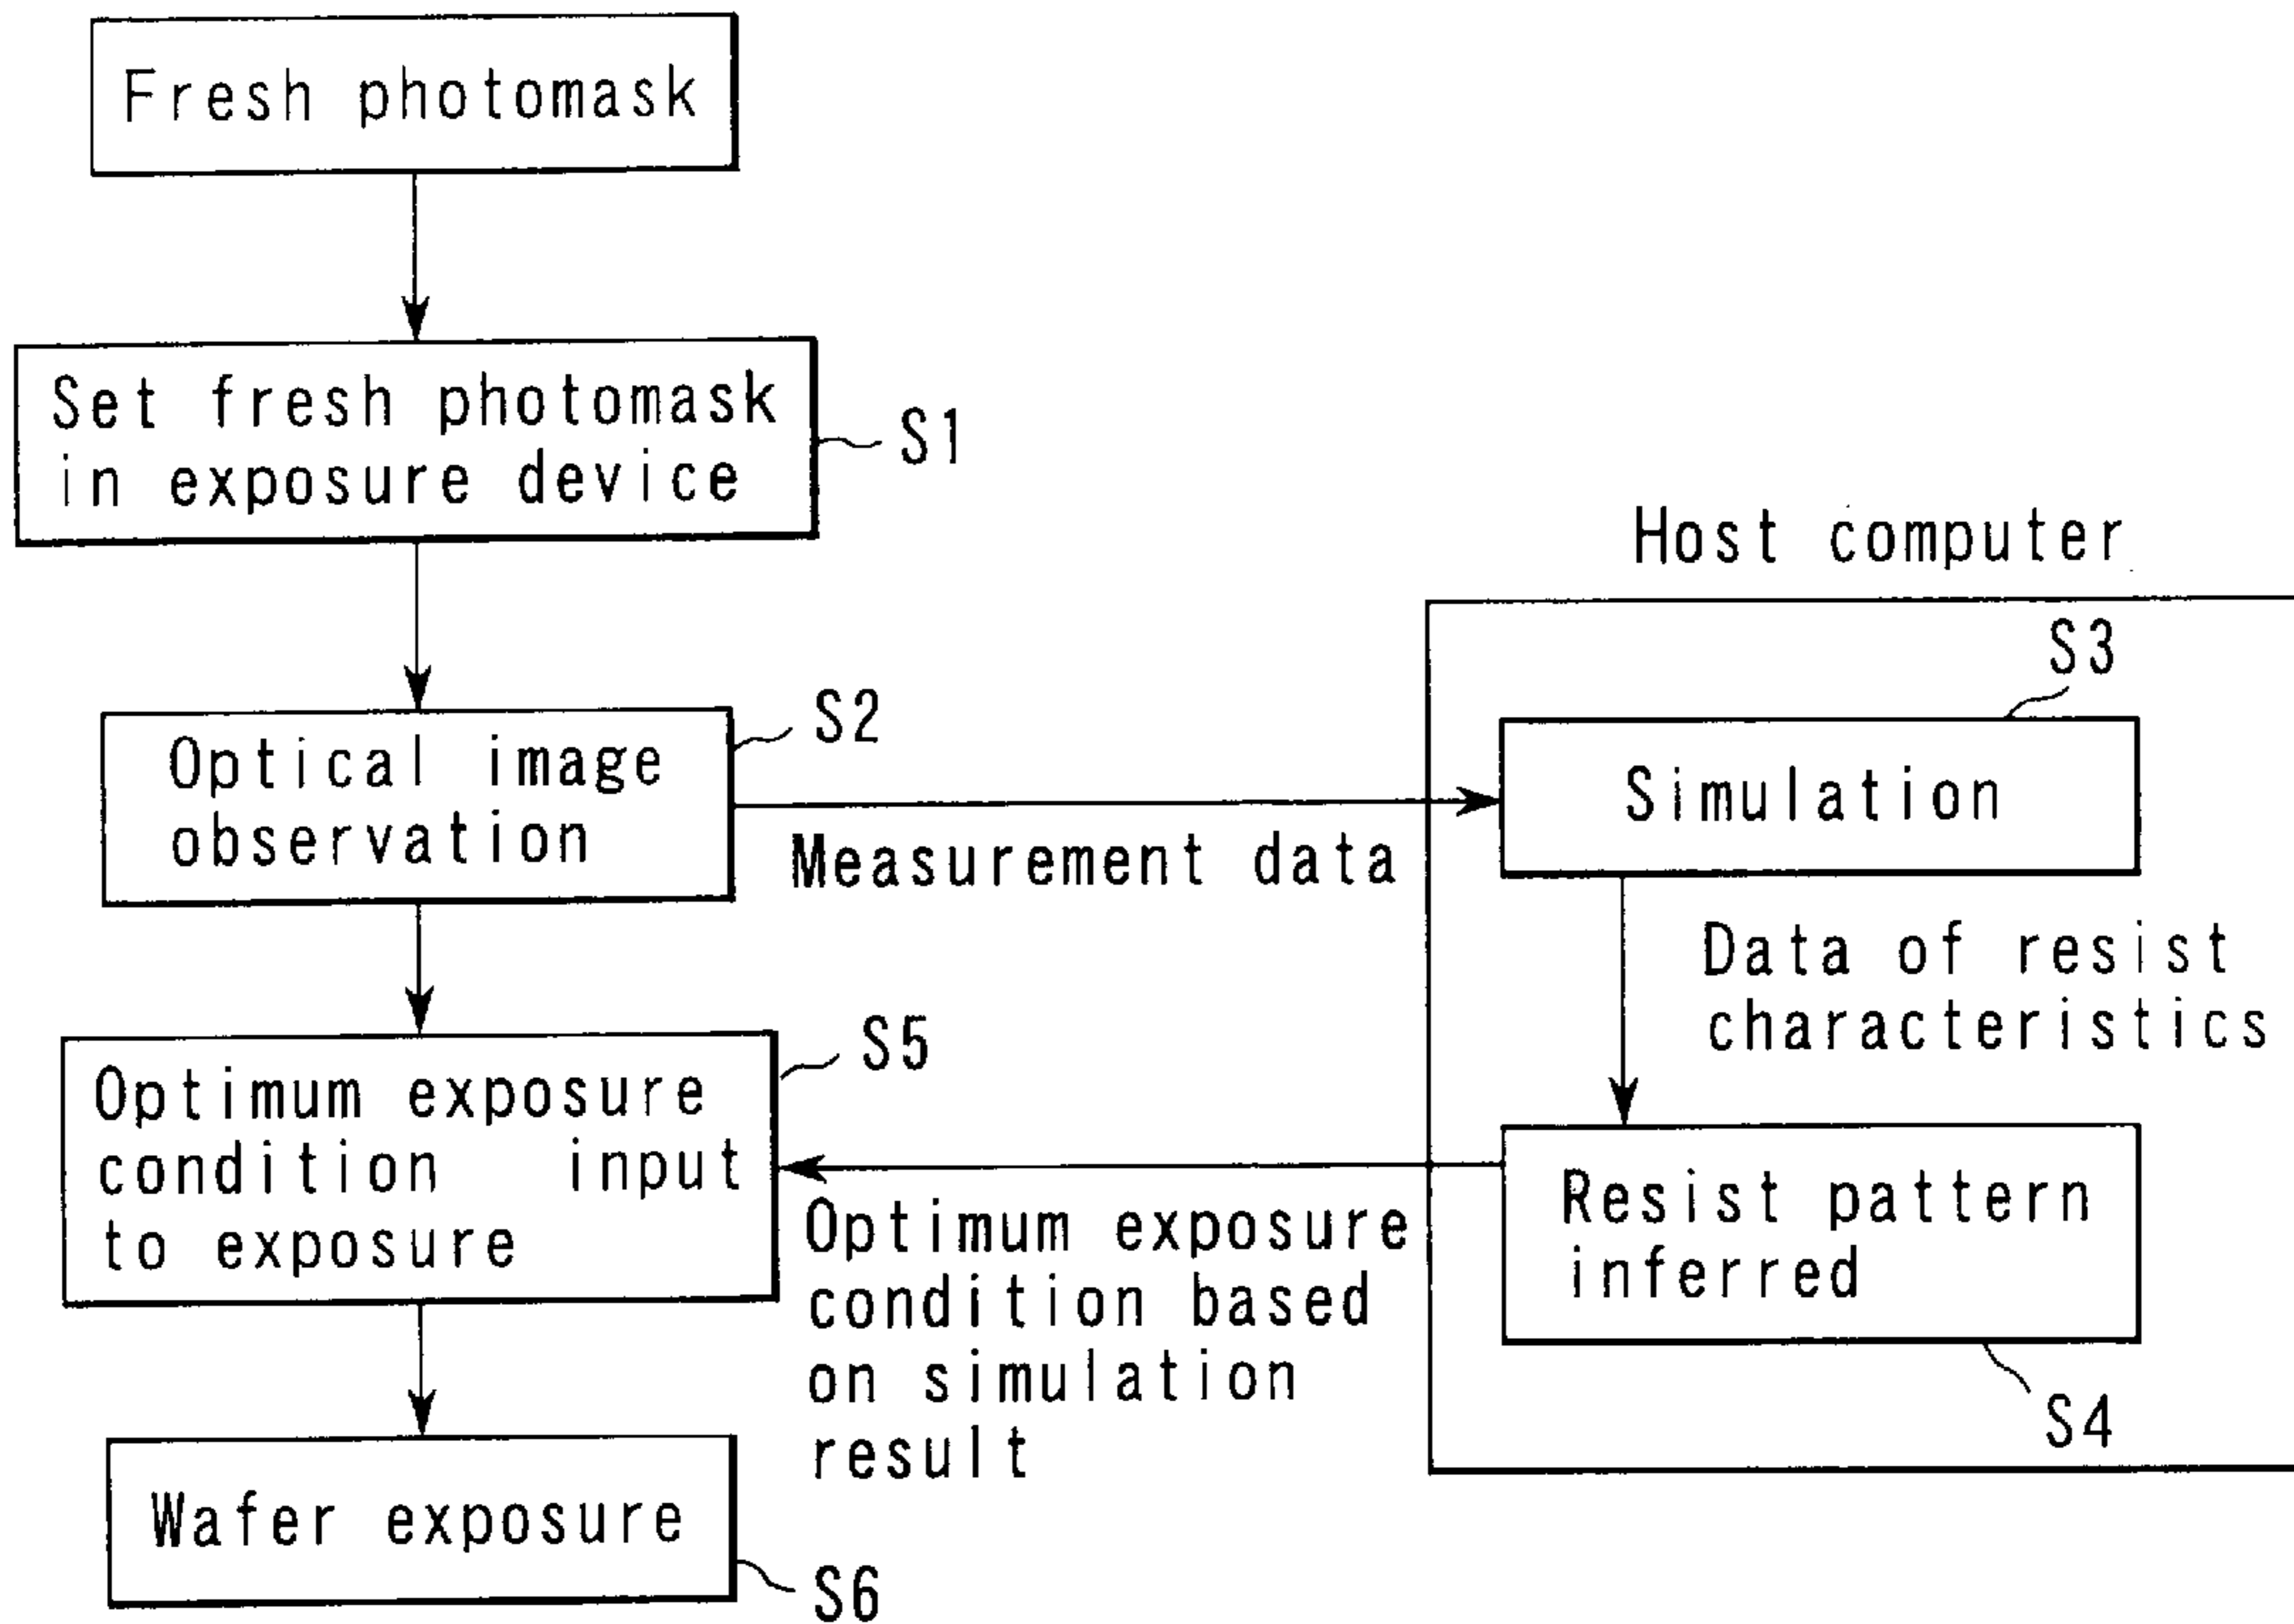 Fresh photomask
Set fresh photomask
in exposure device
S1
Host computer
S2
Optical image
observation
Measurement data
S3
Simulation
Data of resist
characteristics
S5
Optimum exposure
condition input
to exposure
Optimum exposure
condition based
on simulation
result
Resist pattern
inferred
S4
Wafer exposure
S6